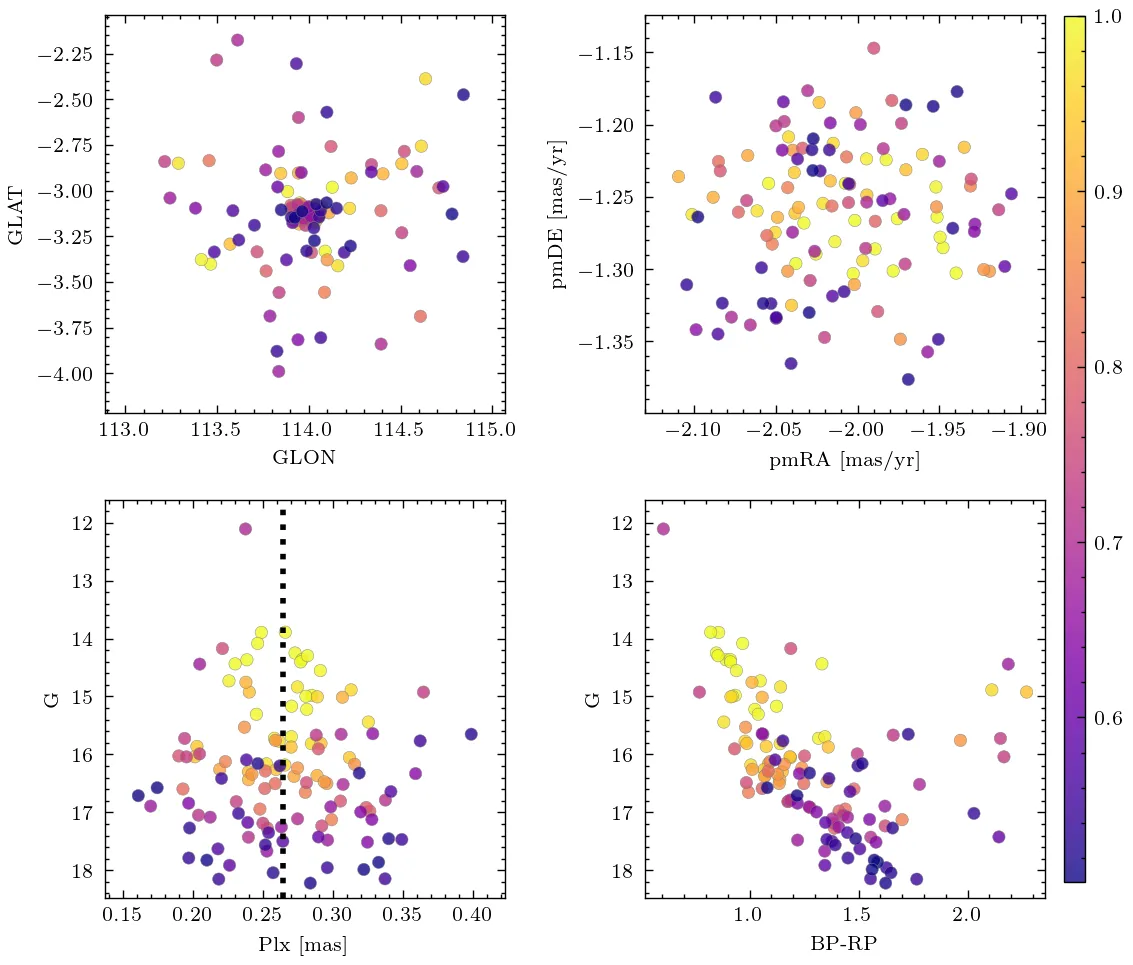 −2.25
−2.50
−2.75
−3.00
−3.25
−3.50
−3.75
−4.00
GLAT
113.0 113.5 114.0 114.5 115.0
GLON
−1.15
−1.20
−1.25
−1.30
−1.35
pmDE [mas/yr]
−2.10 −2.05 −2.00 −1.95 −1.90
pmRA [mas/yr]
12
13
14
15
16
17
18
G
0.15 0.20 0.25 0.30 0.35 0.40
Plx [mas]
12
13
14
15
16
17
18
G
1.0 1.5 2.0
BP-RP
1.0
0.9
0.8
0.7
0.6